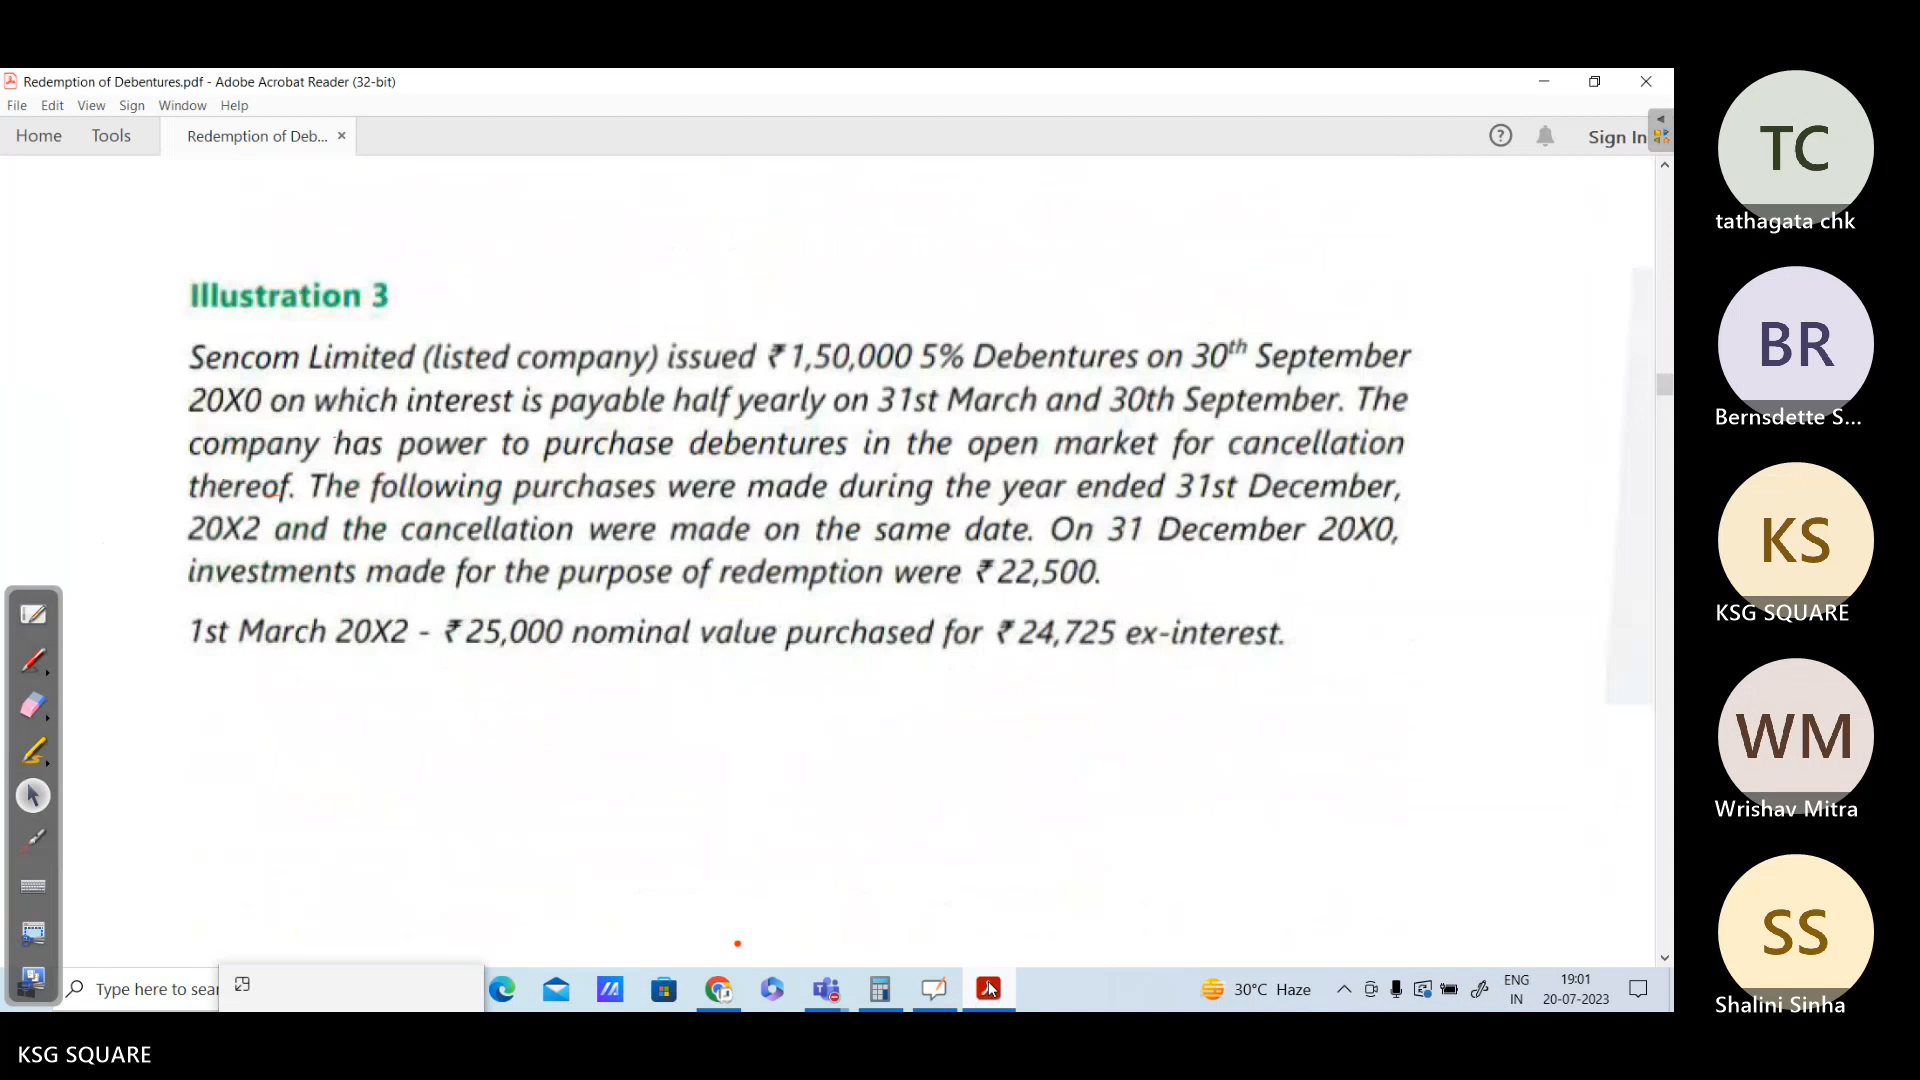 Redemption of Debentures.pdf - Adobe Acrobat Reader (32-bit)
File Edit View Sign Window Help
Home Tools Redemption of Deb... × Sign In
Illustration 3
Sencom Limited (listed company) issued ₹ 1,50,000 5% Debentures on 30th September
20X0 on which interest is payable half yearly on 31st March and 30th September. The
company has power to purchase debentures in the open market for cancellation
thereof. The following purchases were made during the year ended 31st December,
20X2 and the cancellation were made on the same date. On 31 December 20X0,
investments made for the purpose of redemption were ₹ 22,500.
1st March 20X2 - ₹ 25,000 nominal value purchased for ₹ 24,725 ex-interest.
Type here to sear
30°C Haze
ENG
IN
19:01
20-07-2023
TC
tathagata chk
BR
Bernsdette S...
KS
KSG SQUARE
WM
Wrishav Mitra
SS
Shalini Sinha
KSG SQUARE